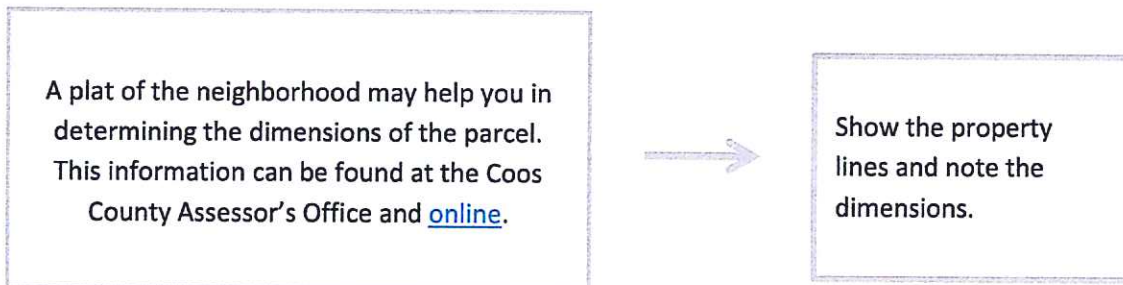 A plat of the neighborhood may help you in
determining the dimensions of the parcel.
This information can be found at the Coos
County Assessor's Office and online.
Show the property
lines and note the
dimensions.